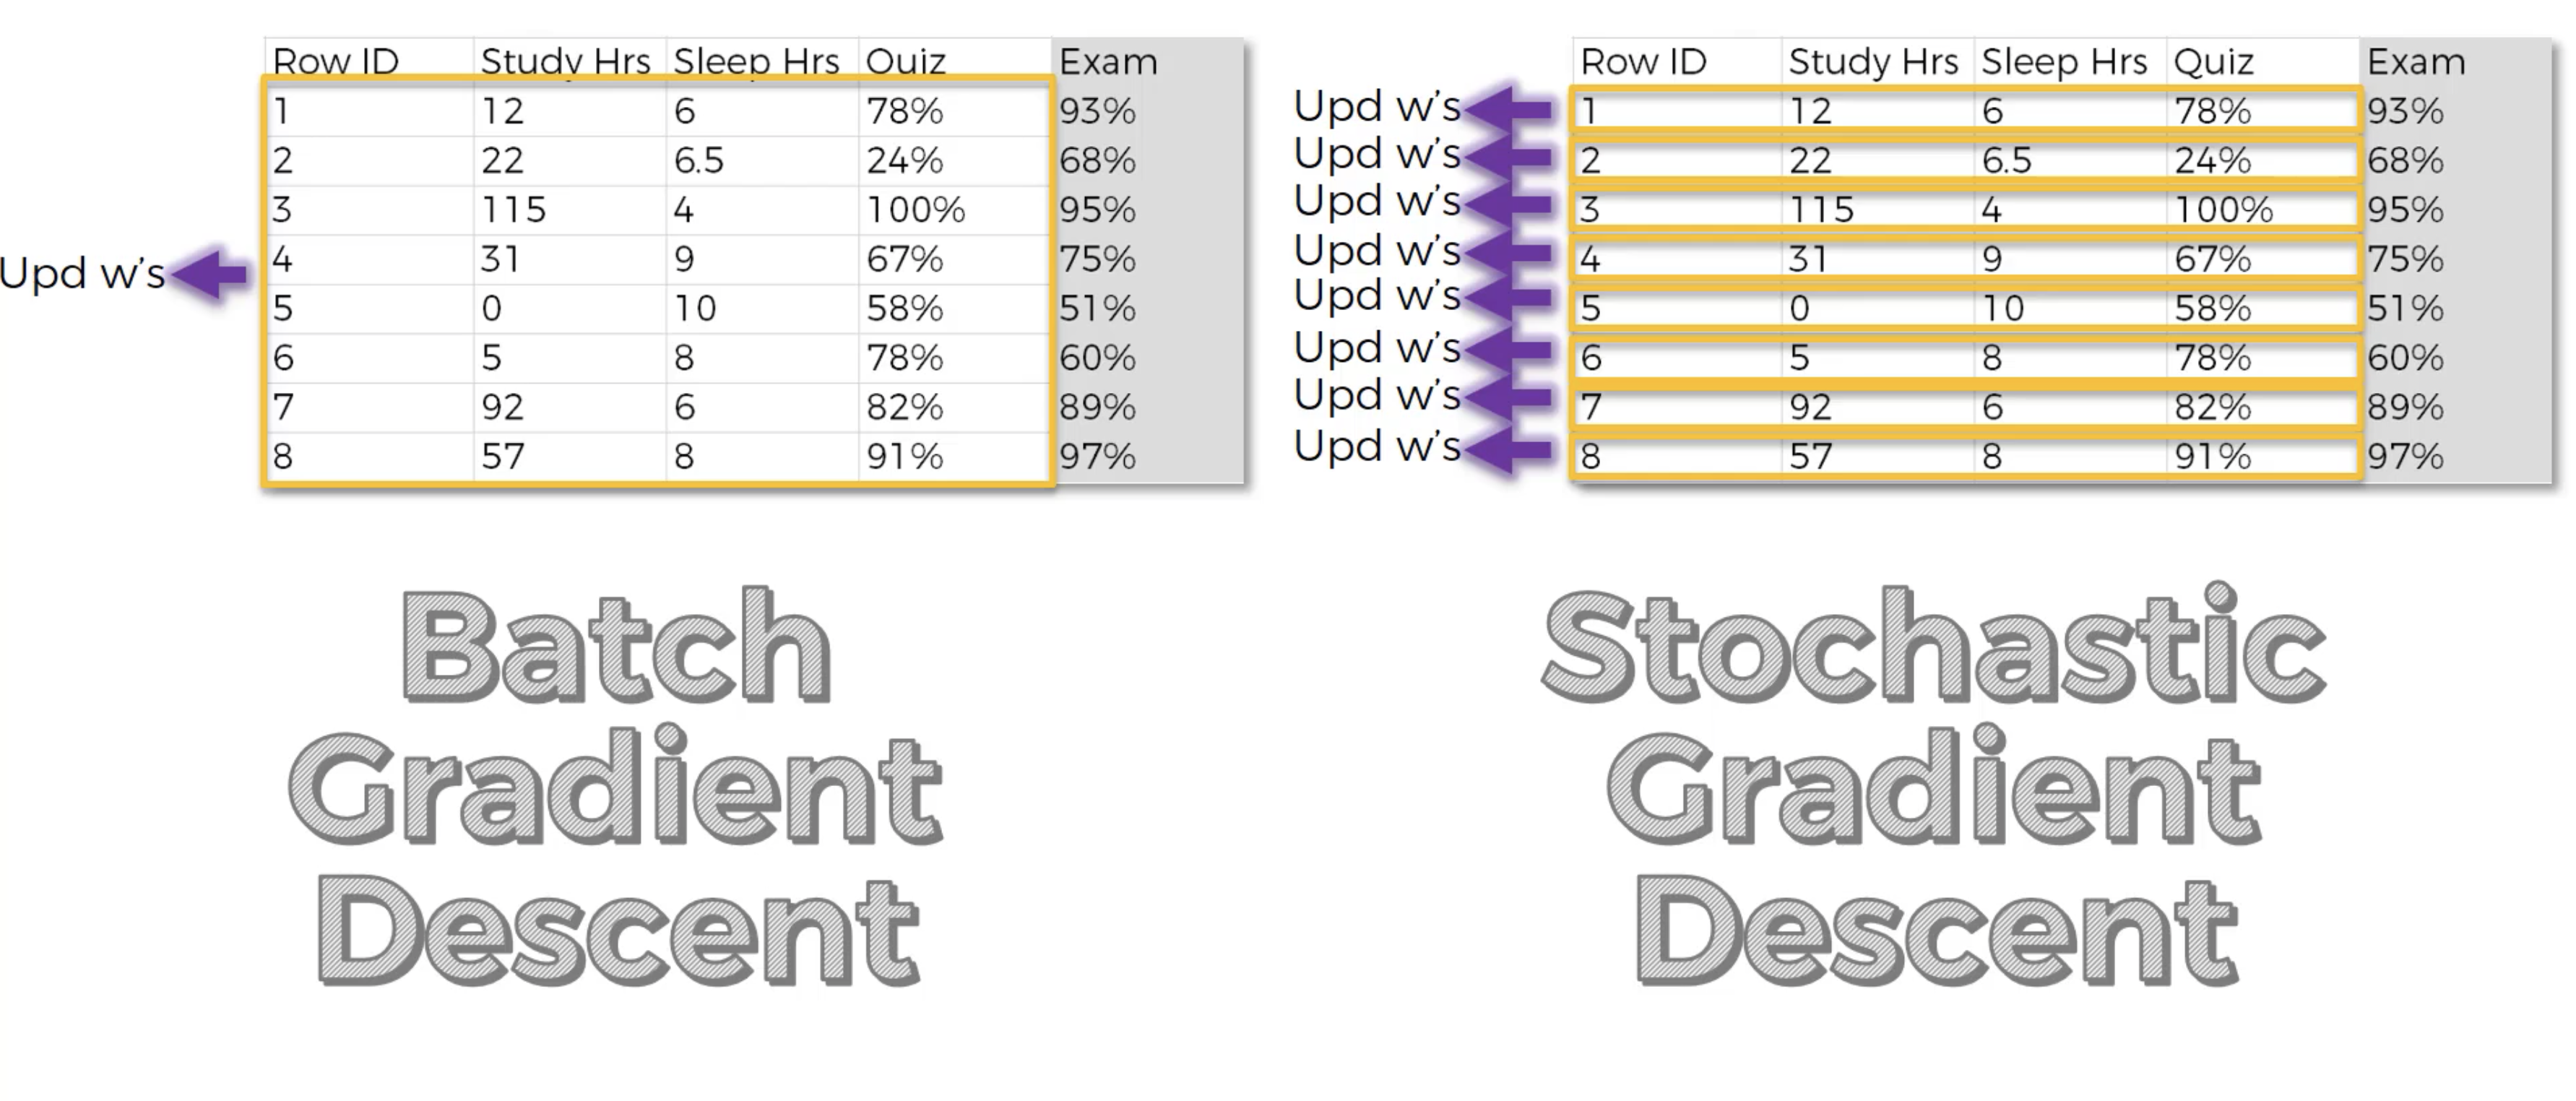 Row ID Study Hrs Sleep Hrs Quiz Exam
1 12 6 78% 93%
2 22 6.5 24% 68%
3 115 4 100% 95%
Upd w's 4 31 9 67% 75%
5 0 10 58% 51%
6 5 8 78% 60%
7 92 6 82% 89%
8 57 8 91% 97%
Batch
Gradient
Descent
Row ID Study Hrs Sleep Hrs Quiz Exam
Upd w's 1 12 6 78% 93%
Upd w's 2 22 6.5 24% 68%
Upd w's 3 115 4 100% 95%
Upd w's 4 31 9 67% 75%
Upd w's 5 0 10 58% 51%
Upd w's 6 5 8 78% 60%
Upd w's 7 92 6 82% 89%
Upd w's 8 57 8 91% 97%
Stochastic
Gradient
Descent